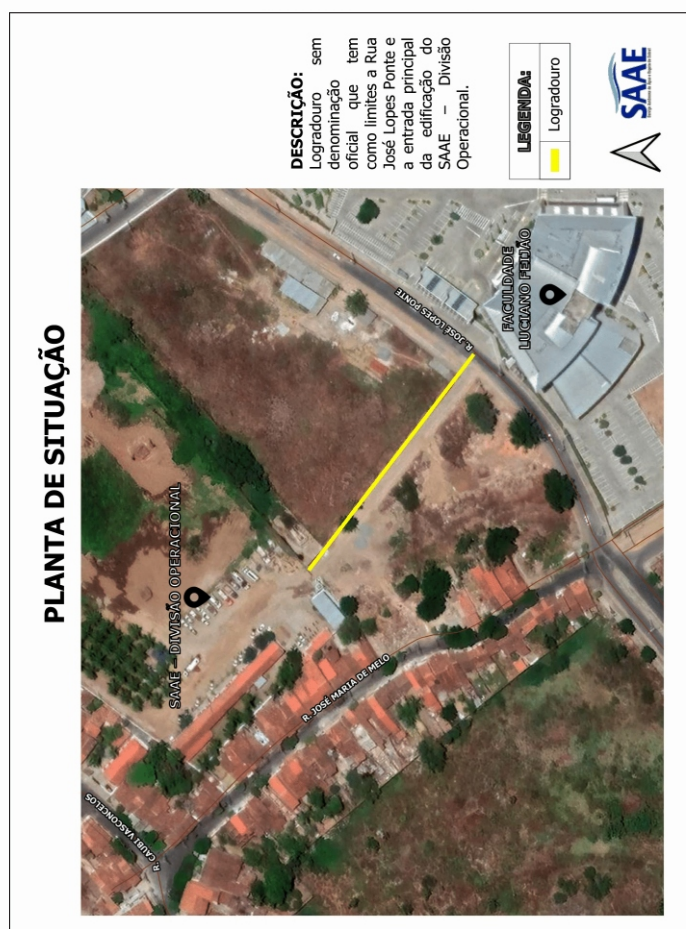 PLANTA DE SITUAÇÃO
R. CAUBI VASCONCELOS
SAAE – DIVISÃO OPERACIONAL
R. JOSÉ MARIA DE MELO
R. JOSÉ LOPES PONTE
FACULDADE
LUCIANO FEIJÃO
DESCRIÇÃO:
Logradouro sem
denominação
oficial que tem
como limites a Rua
José Lopes Ponte e
a entrada principal
da edificação do
SAAE – Divisão
Operacional.
LEGENDA:
Logradouro
SAAE